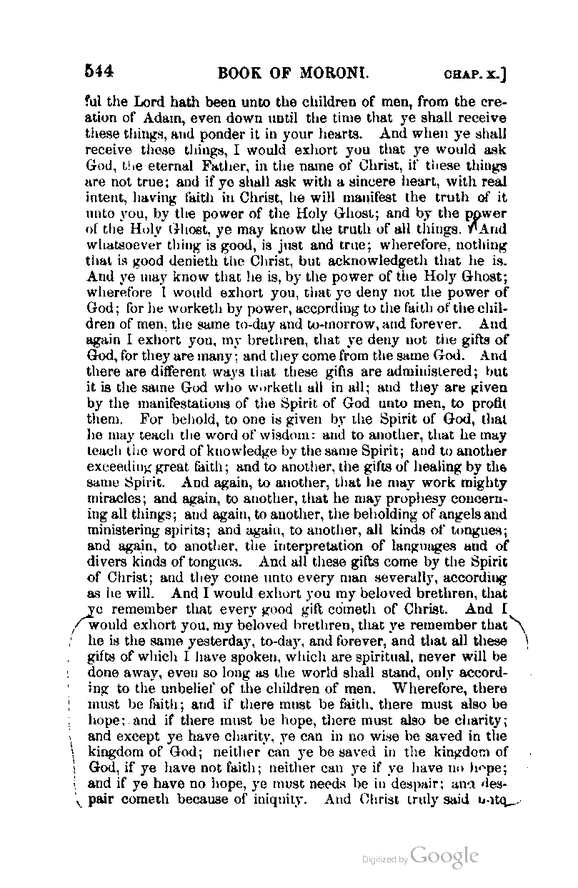 544 BOOK OF MORONI. CHAP. X.]
ful the Lord hath been unto the children of men, from the cre-
ation of Adam, even down until the time that ye shall receive
these things, and ponder it in your hearts. And when ye shall
receive these things, I would exhort you that ye would ask
God, the eternal Father, in the name of Christ, if these things
are not true; and if ye shall ask with a sincere heart, with real
intent, having faith in Christ, he will manifest the truth of it
unto you, by the power of the Holy Ghost; and by the power
of the Holy Ghost, ye may know the truth of all things. And
whatsoever thing is good, is just and true; wherefore, nothing
that is good denieth the Christ, but acknowledgeth that he is.
And ye may know that he is, by the power of the Holy Ghost;
wherefore I would exhort you, that ye deny not the power of
God; for he worketh by power, according to the faith of the chil-
dren of men, the same to-day and to-morrow, and forever. And
again I exhort you, my brethren, that ye deny not the gifts of
God, for they are many; and they come from the same God. And
there are different ways that these gifts are administered; but
it is the same God who worketh all in all; and they are given
by the manifestations of the Spirit of God unto men, to profit
them. For behold, to one is given by the Spirit of God, that
he may teach the word of wisdom: and to another, that he may
teach the word of knowledge by the same Spirit; and to another
exceeding great faith; and to another, the gifts of healing by the
same Spirit. And again, to another, that he may work mighty
miracles; and again, to another, that he may prophesy concern-
ing all things; and again, to another, the beholding of angels and
ministering spirits; and again, to another, all kinds of tongues;
and again, to another, the interpretation of languages and of
divers kinds of tongues. And all these gifts come by the Spirit
of Christ; and they come unto every man severally, according
as he will. And I would exhort you my beloved brethren, that
ye remember that every good gift cometh of Christ. And I
would exhort you, my beloved brethren, that ye remember that
he is the same yesterday, to-day, and forever, and that all these
gifts of which I have spoken, which are spiritual, never will be
done away, even so long as the world shall stand, only accord-
ing to the unbelief of the children of men. Wherefore, there
must be faith; and if there must be faith, there must also be
hope; and if there must be hope, there must also be charity;
and except ye have charity, ye can in no wise be saved in the
kingdom of God; neither can ye be saved in the kingdom of
God, if ye have not faith; neither can ye if ye have no hope;
and if ye have no hope, ye must needs be in despair; and des-
pair cometh because of iniquity. And Christ truly said unto
Digitized by Google